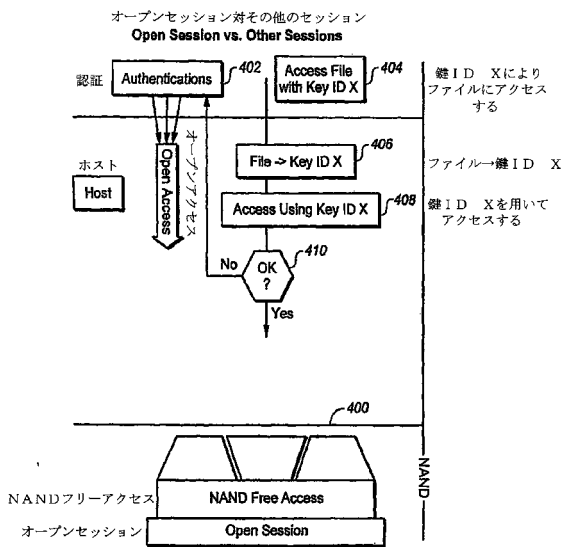 オープンセッション対その他のセッション
Open Session vs. Other Sessions
認証
Authentications
402
Access File
with Key ID X
404
鍵ID Xにより
ファイルにアクセス
する
オープンアクセス
Open Access
ホスト
Host
File -> Key ID X
406
ファイル→鍵ID X
Access Using Key ID X
408
鍵ID Xを用いて
アクセスする
No
OK
?
410
Yes
400
NAND
NANDフリーアクセス
NAND Free Access
オープンセッション
Open Session